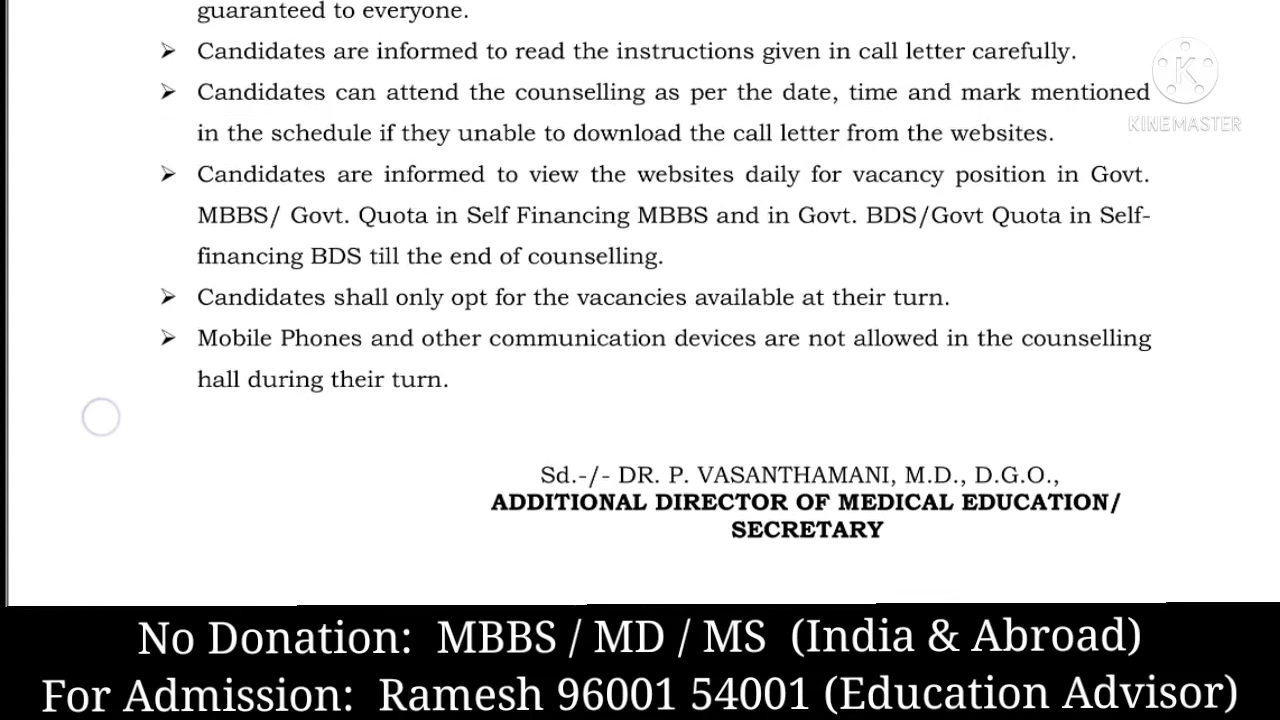 guaranteed to everyone.
➢ Candidates are informed to read the instructions given in call letter carefully.
➢ Candidates can attend the counselling as per the date, time and mark mentioned
in the schedule if they unable to download the call letter from the websites.
➢ Candidates are informed to view the websites daily for vacancy position in Govt.
MBBS/ Govt. Quota in Self Financing MBBS and in Govt. BDS/Govt Quota in Self-
financing BDS till the end of counselling.
➢ Candidates shall only opt for the vacancies available at their turn.
➢ Mobile Phones and other communication devices are not allowed in the counselling
hall during their turn.
K
KINEMASTER
Sd.-/- DR. P. VASANTHAMANI, M.D., D.G.O.,
ADDITIONAL DIRECTOR OF MEDICAL EDUCATION/
SECRETARY
No Donation: MBBS / MD / MS (India & Abroad)
For Admission: Ramesh 96001 54001 (Education Advisor)